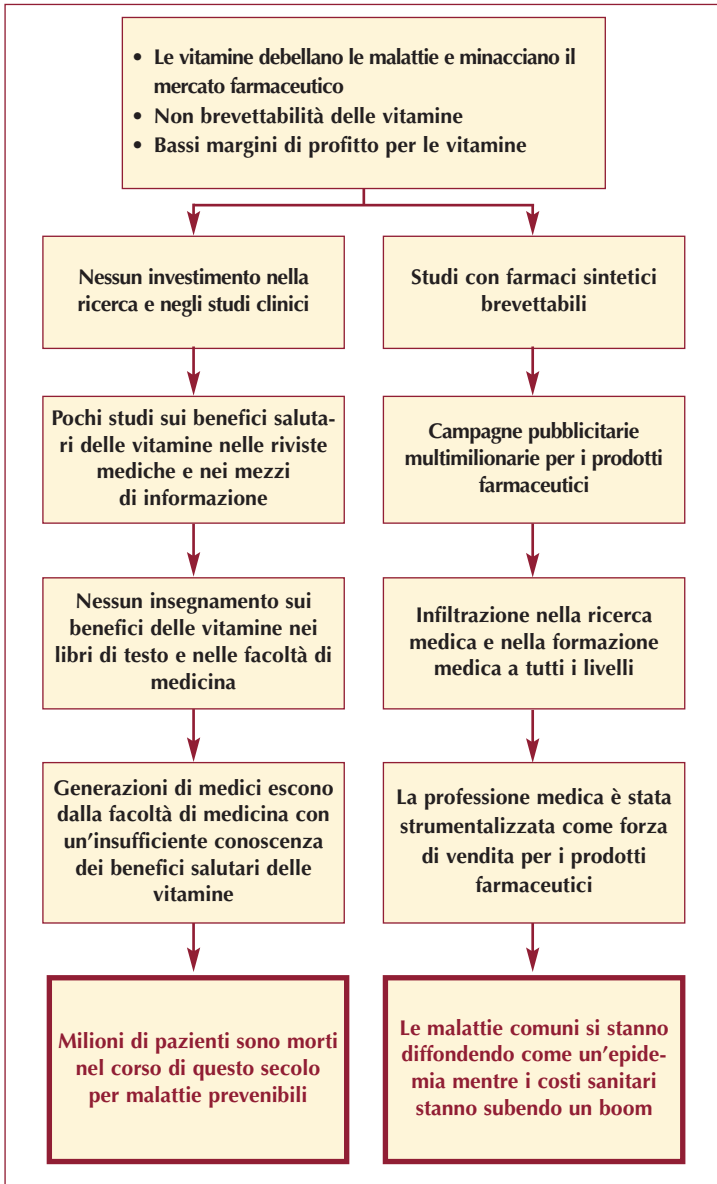 • Le vitamine debellano le malattie e minacciano il
mercato farmaceutico
• Non brevettabilità delle vitamine
• Bassi margini di profitto per le vitamine
Nessun investimento nella
ricerca e negli studi clinici
Pochi studi sui benefici saluta-
ri delle vitamine nelle riviste
mediche e nei mezzi
di informazione
Nessun insegnamento sui
benefici delle vitamine nei
libri di testo e nelle facoltà di
medicina
Generazioni di medici escono
dalla facoltà di medicina con
un'insufficiente conoscenza
dei benefici salutari delle
vitamine
Milioni di pazienti sono morti
nel corso di questo secolo
per malattie prevenibili
Studi con farmaci sintetici
brevettabili
Campagne pubblicitarie
multimilionarie per i prodotti
farmaceutici
Infiltrazione nella ricerca
medica e nella formazione
medica a tutti i livelli
La professione medica è stata
strumentalizzata come forza
di vendita per i prodotti
farmaceutici
Le malattie comuni si stanno
diffondendo come un'epide-
mia mentre i costi sanitari
stanno subendo un boom